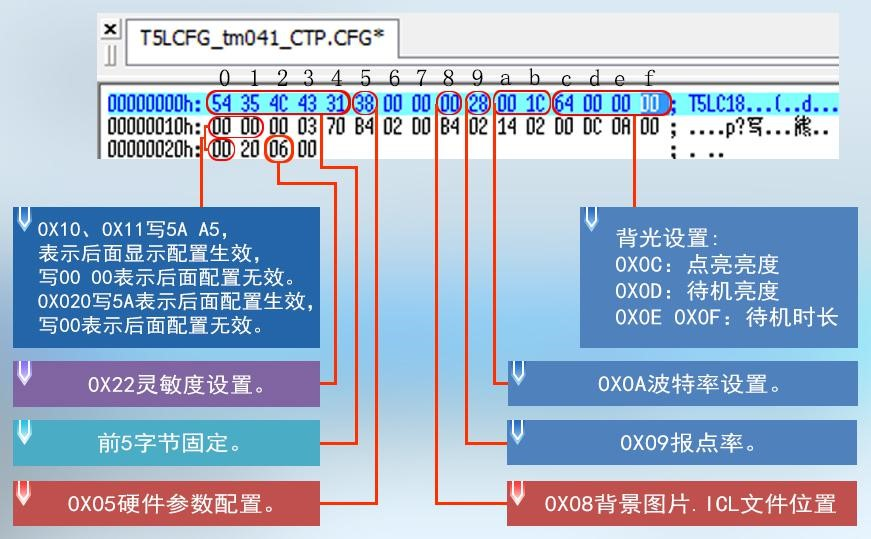 T5LCFG_tm041_CTP.CFG*
0 1 2 3 4 5 6 7 8 9 a b c d e f
00000000h: 54 35 4C 43 31 38 00 00 00 28 00 1C 64 00 00 00 ; T5LC18...(..d...
00000010h: 00 00 00 03 70 B4 02 00 B4 02 14 02 00 DC 0A 00 ; ....p?写...熊..
00000020h: 00 20 06 00 ; . ..
0X10、0X11写5A A5，
表示后面显示配置生效，
写00 00表示后面配置无效。
0X020写5A表示后面配置生效，
写00表示后面配置无效。
背光设置：
0X0C：点亮亮度
0X0D：待机亮度
0X0E 0X0F：待机时长
0X22灵敏度设置。
0X0A波特率设置。
前5字节固定。
0X09报点率。
0X05硬件参数配置。
0X08背景图片.ICL文件位置